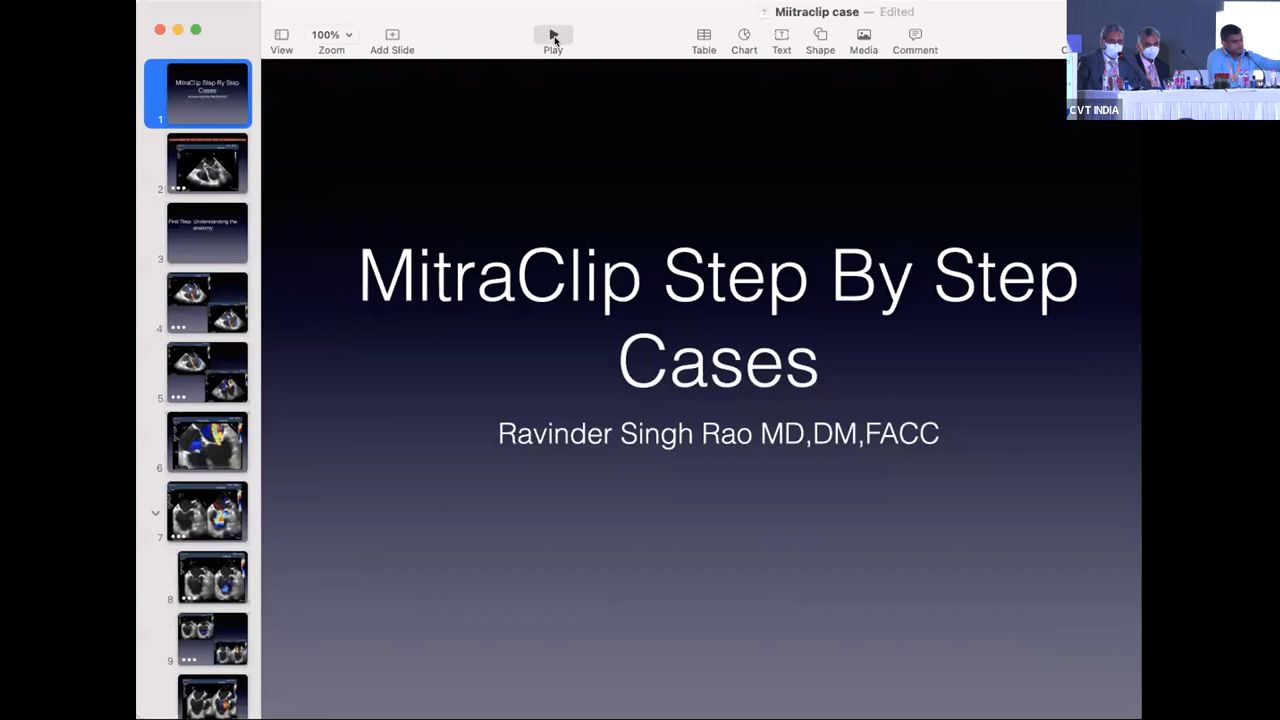 Miitraclip case — Edited
100%
View
Zoom
Add Slide
Play
Table
Chart
Text
Shape
Media
Comment
C
CVT INDIA
MitraClip Step By Step
Cases
1
2
First Step: Understanding the
anatomy
3
4
5
6
7
8
9
MitraClip Step By Step
Cases
Ravinder Singh Rao MD,DM,FACC